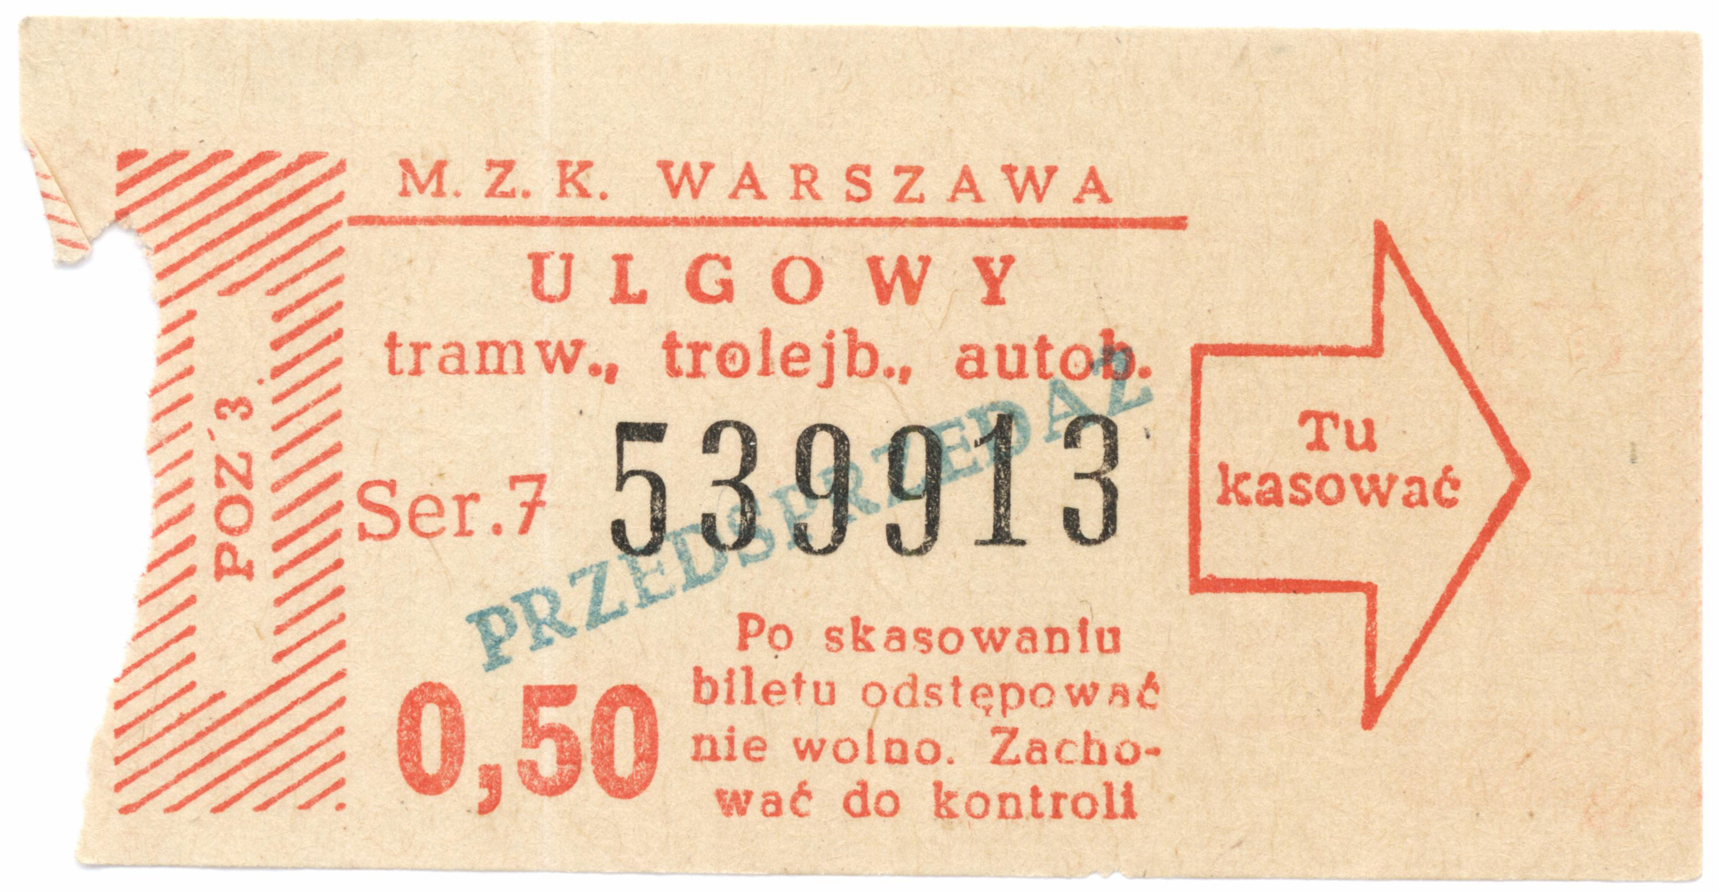 M. Z. K. WARSZAWA
ULGOWY
tramw., trolejb., autob.
Ser. 7 539913
PRZEDSPRZEDAŻ
0,50
Po skasowaniu
biletu odstępować
nie wolno. Zacho-
wać do kontroli
Tu
kasować
POZ 3